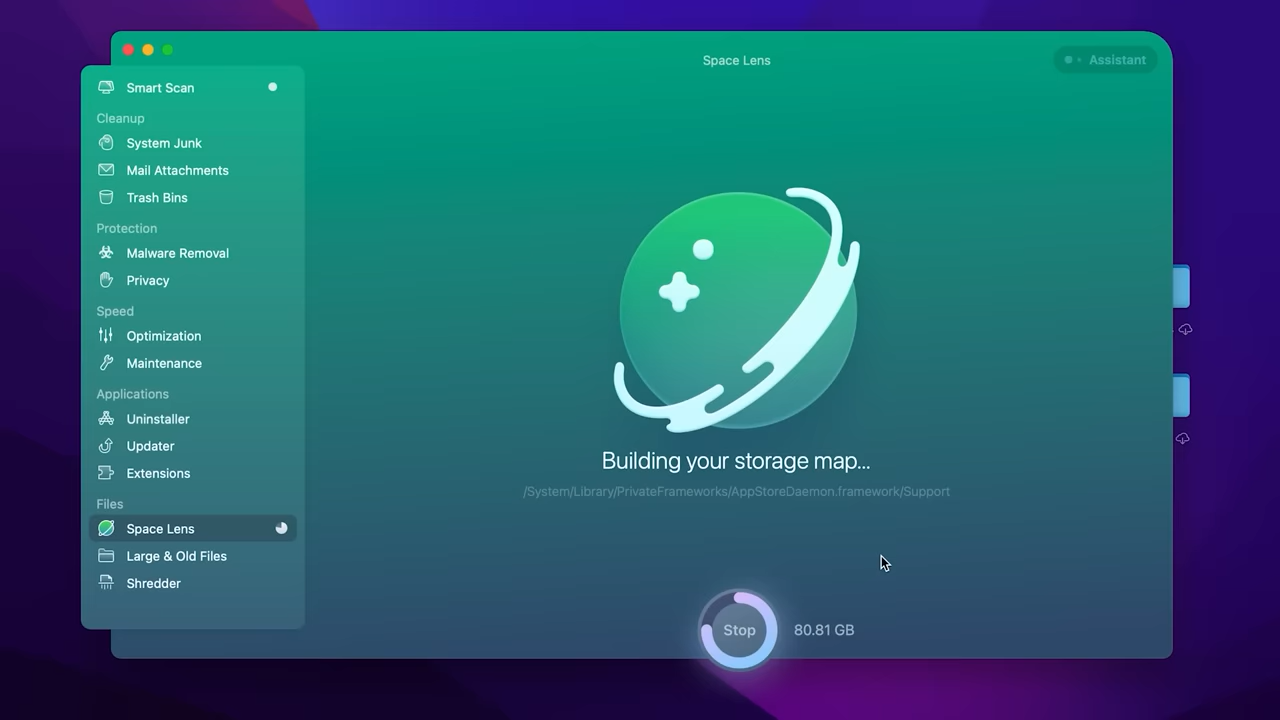 Space Lens
Assistant
Smart Scan
Cleanup
System Junk
Mail Attachments
Trash Bins
Protection
Malware Removal
Privacy
Speed
Optimization
Maintenance
Applications
Uninstaller
Updater
Extensions
Files
Space Lens
Large & Old Files
Shredder
Building your storage map...
/System/Library/PrivateFrameworks/AppStoreDaemon.framework/Support
Stop
80.81 GB